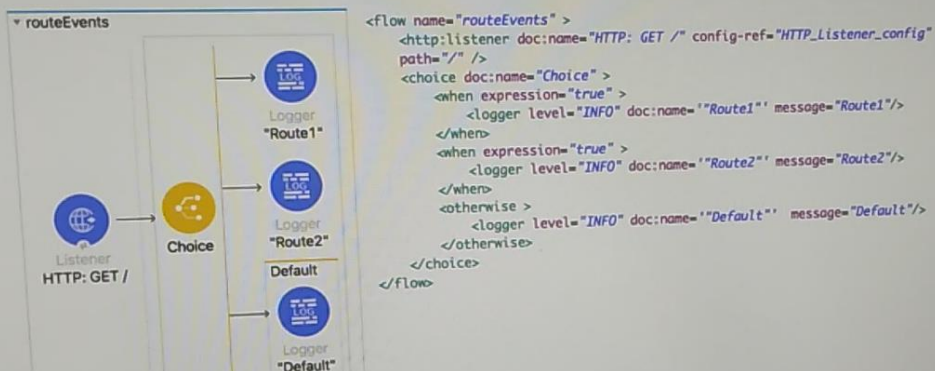 routeEvents
LOG
Logger
"Route1"
LOG
Logger
"Route2"
Listener
HTTP: GET /
Choice
Default
LOG
Logger
"Default"
<flow name="routeEvents" >
<http:listener doc:name="HTTP: GET /" config-ref="HTTP_Listener_config"
path="/" />
<choice doc:name="Choice" >
<when expression="true" >
<logger level="INFO" doc:name='"Route1"' message="Route1"/>
</when>
<when expression="true" >
<logger level="INFO" doc:name='"Route2"' message="Route2"/>
</when>
<otherwise >
<logger level="INFO" doc:name='"Default"' message="Default"/>
</otherwise>
</choice>
</flow>